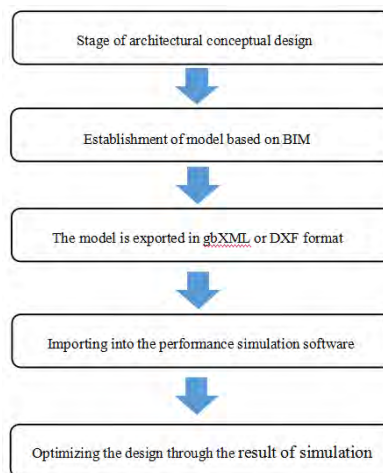 Stage of architectural conceptual design
Establishment of model based on BIM
The model is exported in gbXML or DXF format
Importing into the performance simulation software
Optimizing the design through the result of simulation